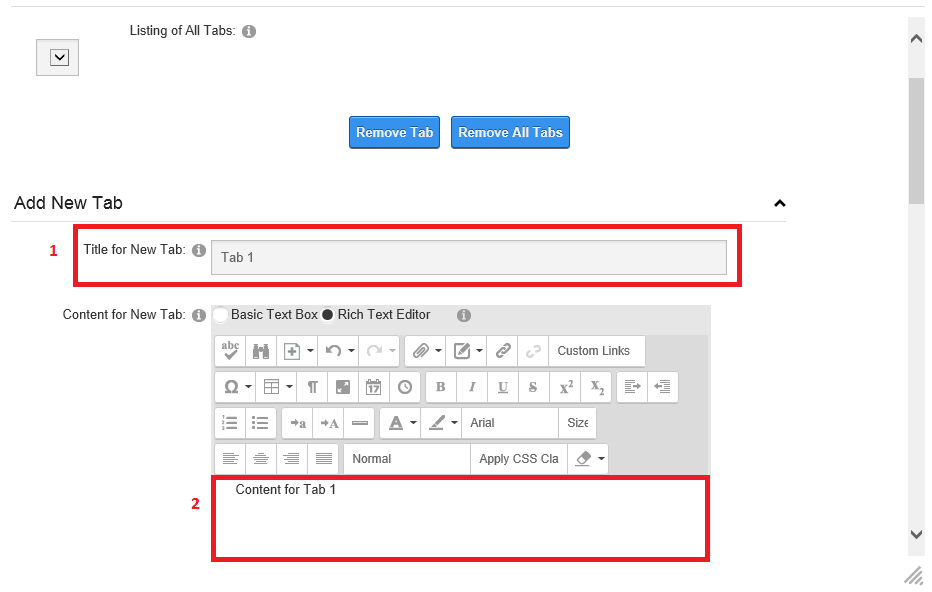 Listing of All Tabs:
Remove Tab Remove All Tabs
Add New Tab
1 Title for New Tab: Tab 1
Content for New Tab: Basic Text Box Rich Text Editor
abc Custom Links
Ω ¶ 17 B I U S x² X₂
a A A Arial Size
Normal Apply CSS Cla
2 Content for Tab 1